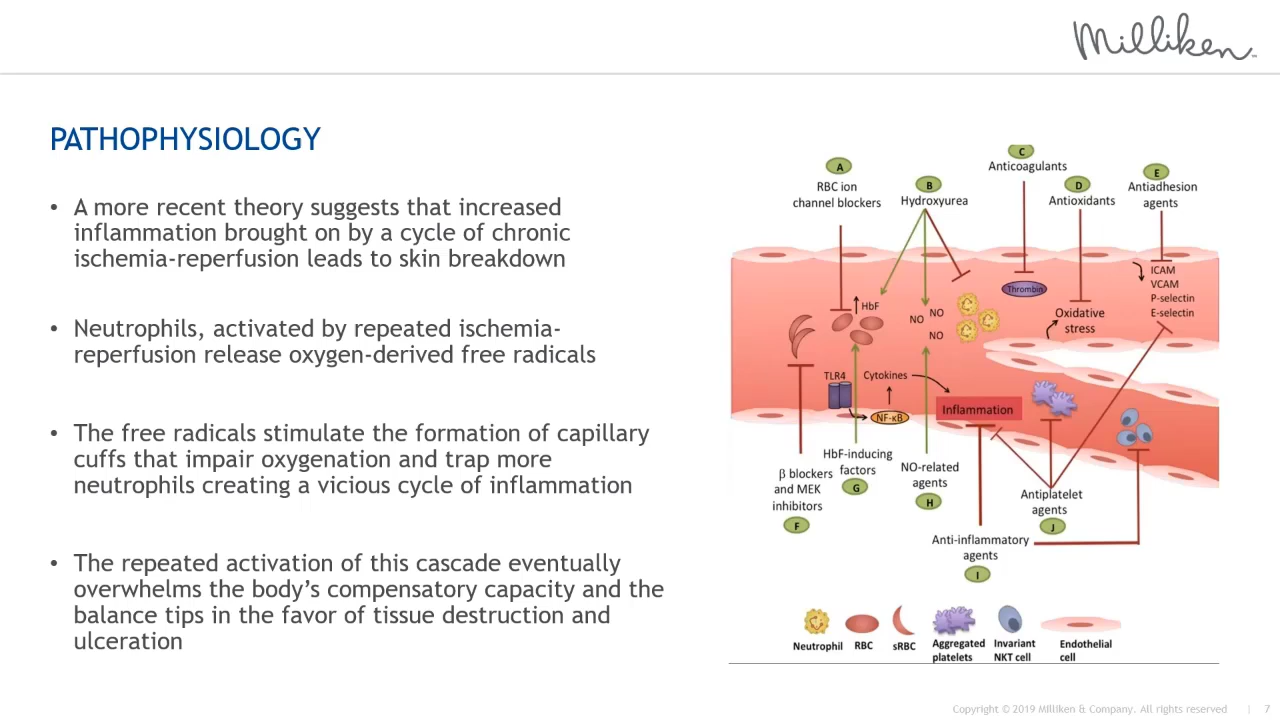 Milliken™
PATHOPHYSIOLOGY
• A more recent theory suggests that increased
inflammation brought on by a cycle of chronic
ischemia-reperfusion leads to skin breakdown
• Neutrophils, activated by repeated ischemia-
reperfusion release oxygen-derived free radicals
• The free radicals stimulate the formation of capillary
cuffs that impair oxygenation and trap more
neutrophils creating a vicious cycle of inflammation
• The repeated activation of this cascade eventually
overwhelms the body’s compensatory capacity and the
balance tips in the favor of tissue destruction and
ulceration
A
RBC ion
channel blockers
B
Hydroxyurea
C
Anticoagulants
D
Antioxidants
E
Antiadhesion
agents
HbF
NO
NO
NO
Thrombin
Oxidative
stress
ICAM
VCAM
P-selectin
E-selectin
TLR4
Cytokines
NF-κB
Inflammation
β blockers
and MEK
inhibitors
F
HbF-inducing
factors
G
NO-related
agents
H
Anti-inflammatory
agents
I
Antiplatelet
agents
J
Neutrophil
RBC
sRBC
Aggregated
platelets
Invariant
NKT cell
Endothelial
cell
Copyright © 2019 Milliken & Company. All rights reserved | 7